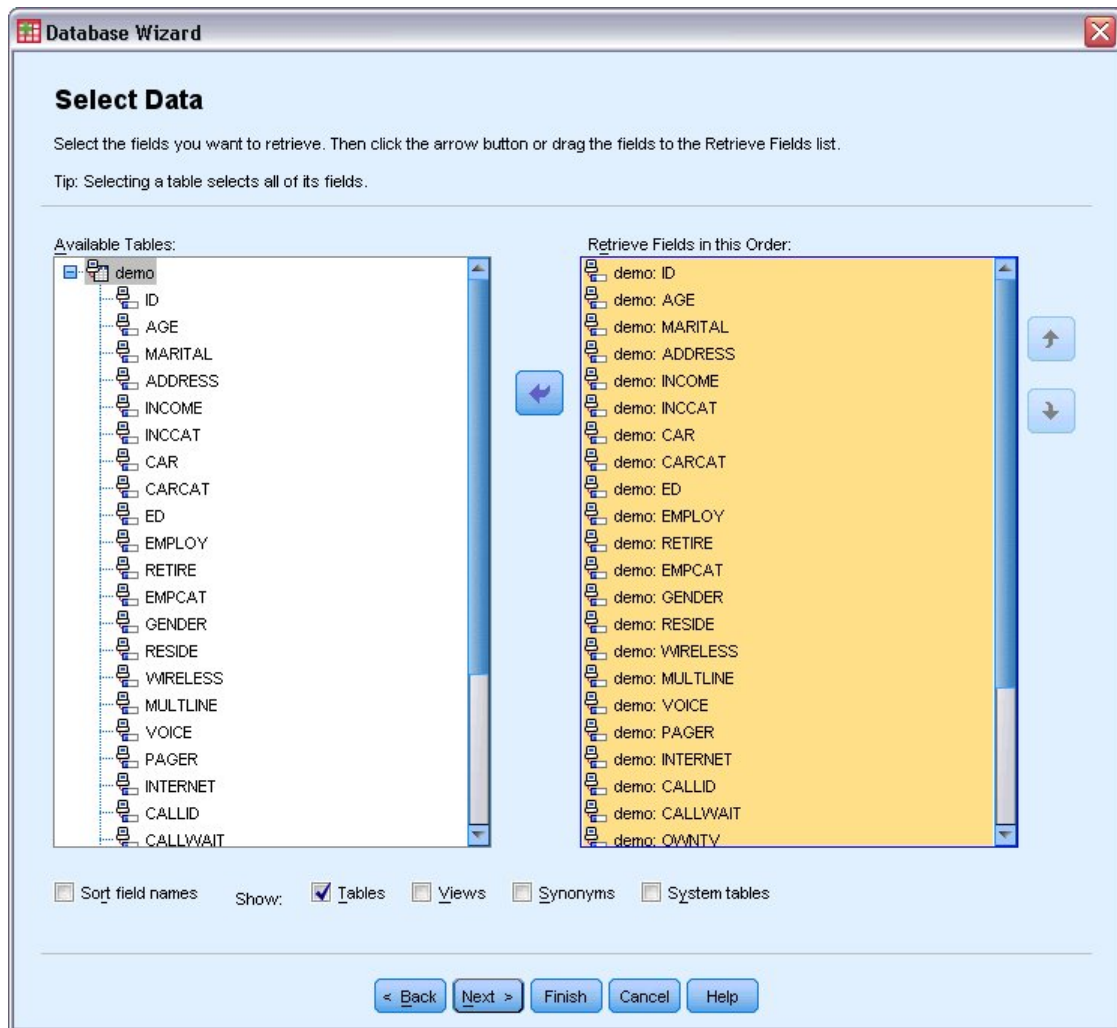 Database Wizard
Select Data
Select the fields you want to retrieve. Then click the arrow button or drag the fields to the Retrieve Fields list.
Tip: Selecting a table selects all of its fields.
Available Tables:
demo
ID
AGE
MARITAL
ADDRESS
INCOME
INCCAT
CAR
CARCAT
ED
EMPLOY
RETIRE
EMPCAT
GENDER
RESIDE
WIRELESS
MULTLINE
VOICE
PAGER
INTERNET
CALLID
CALLWAIT
Retrieve Fields in this Order:
demo: ID
demo: AGE
demo: MARITAL
demo: ADDRESS
demo: INCOME
demo: INCCAT
demo: CAR
demo: CARCAT
demo: ED
demo: EMPLOY
demo: RETIRE
demo: EMPCAT
demo: GENDER
demo: RESIDE
demo: WIRELESS
demo: MULTLINE
demo: VOICE
demo: PAGER
demo: INTERNET
demo: CALLID
demo: CALLWAIT
demo: OWNTV
Sort field names Show: Tables Views Synonyms System tables
< Back Next > Finish Cancel Help